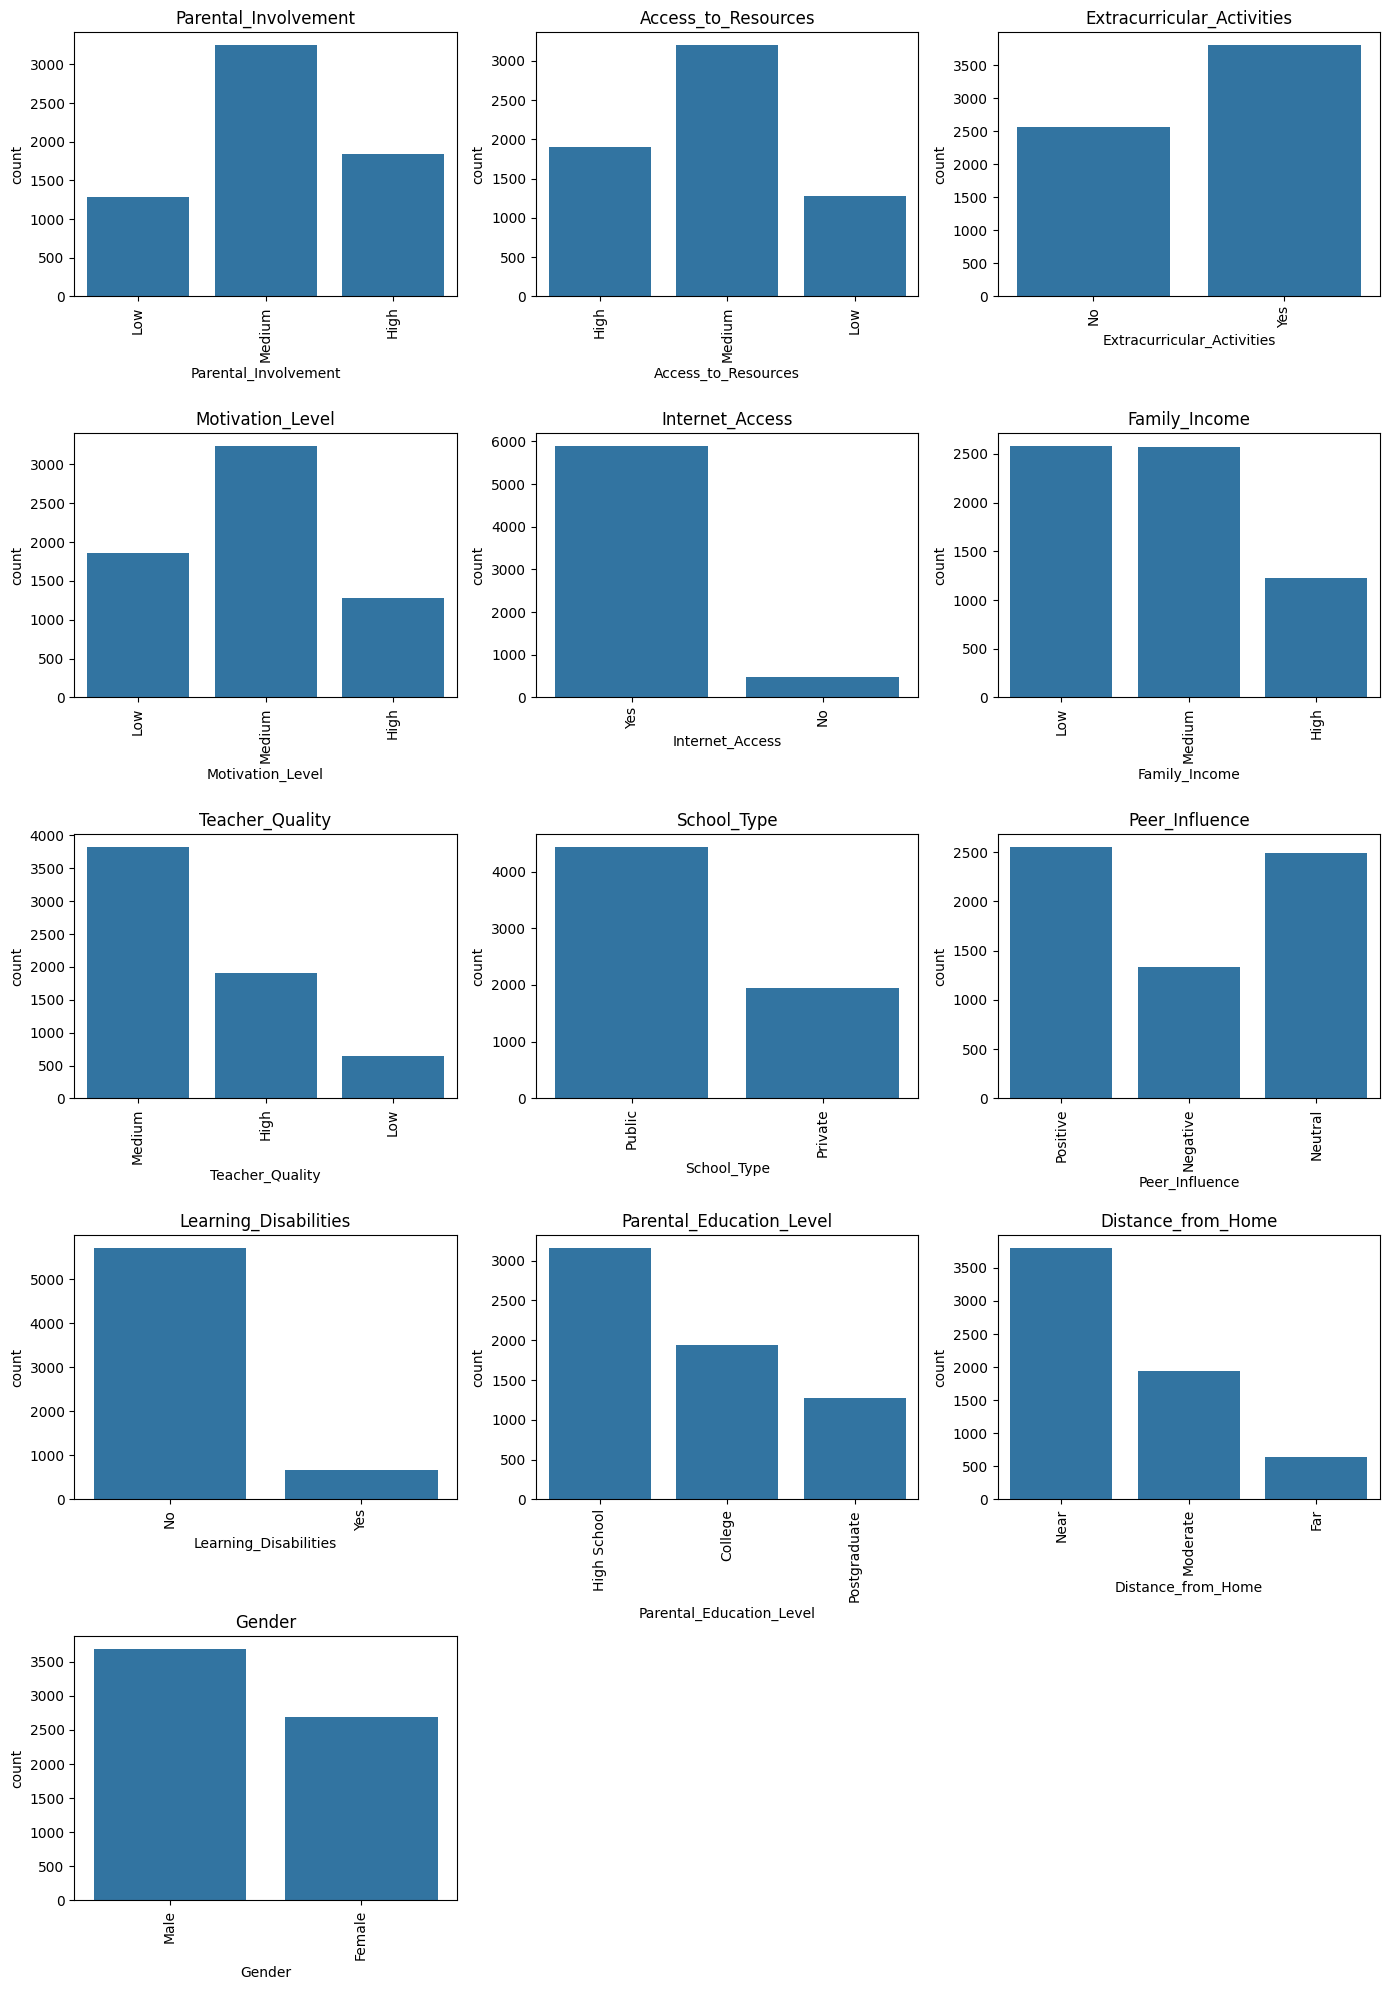 Parental_Involvement
count
3000
2500
2000
1500
1000
500
0
Low
Medium
High
Parental_Involvement
Access_to_Resources
count
3000
2500
2000
1500
1000
500
0
High
Medium
Low
Access_to_Resources
Extracurricular_Activities
count
3500
3000
2500
2000
1500
1000
500
0
No
Yes
Extracurricular_Activities
Motivation_Level
count
3000
2500
2000
1500
1000
500
0
Low
Medium
High
Motivation_Level
Internet_Access
count
6000
5000
4000
3000
2000
1000
0
Yes
No
Internet_Access
Family_Income
count
2500
2000
1500
1000
500
0
Low
Medium
High
Family_Income
Teacher_Quality
count
4000
3500
3000
2500
2000
1500
1000
500
0
Medium
High
Low
Teacher_Quality
School_Type
count
4000
3000
2000
1000
0
Public
Private
School_Type
Peer_Influence
count
2500
2000
1500
1000
500
0
Positive
Negative
Neutral
Peer_Influence
Learning_Disabilities
count
5000
4000
3000
2000
1000
0
No
Yes
Learning_Disabilities
Parental_Education_Level
count
3000
2500
2000
1500
1000
500
0
High School
College
Postgraduate
Parental_Education_Level
Distance_from_Home
count
3500
3000
2500
2000
1500
1000
500
0
Near
Moderate
Far
Distance_from_Home
Gender
count
3500
3000
2500
2000
1500
1000
500
0
Male
Female
Gender